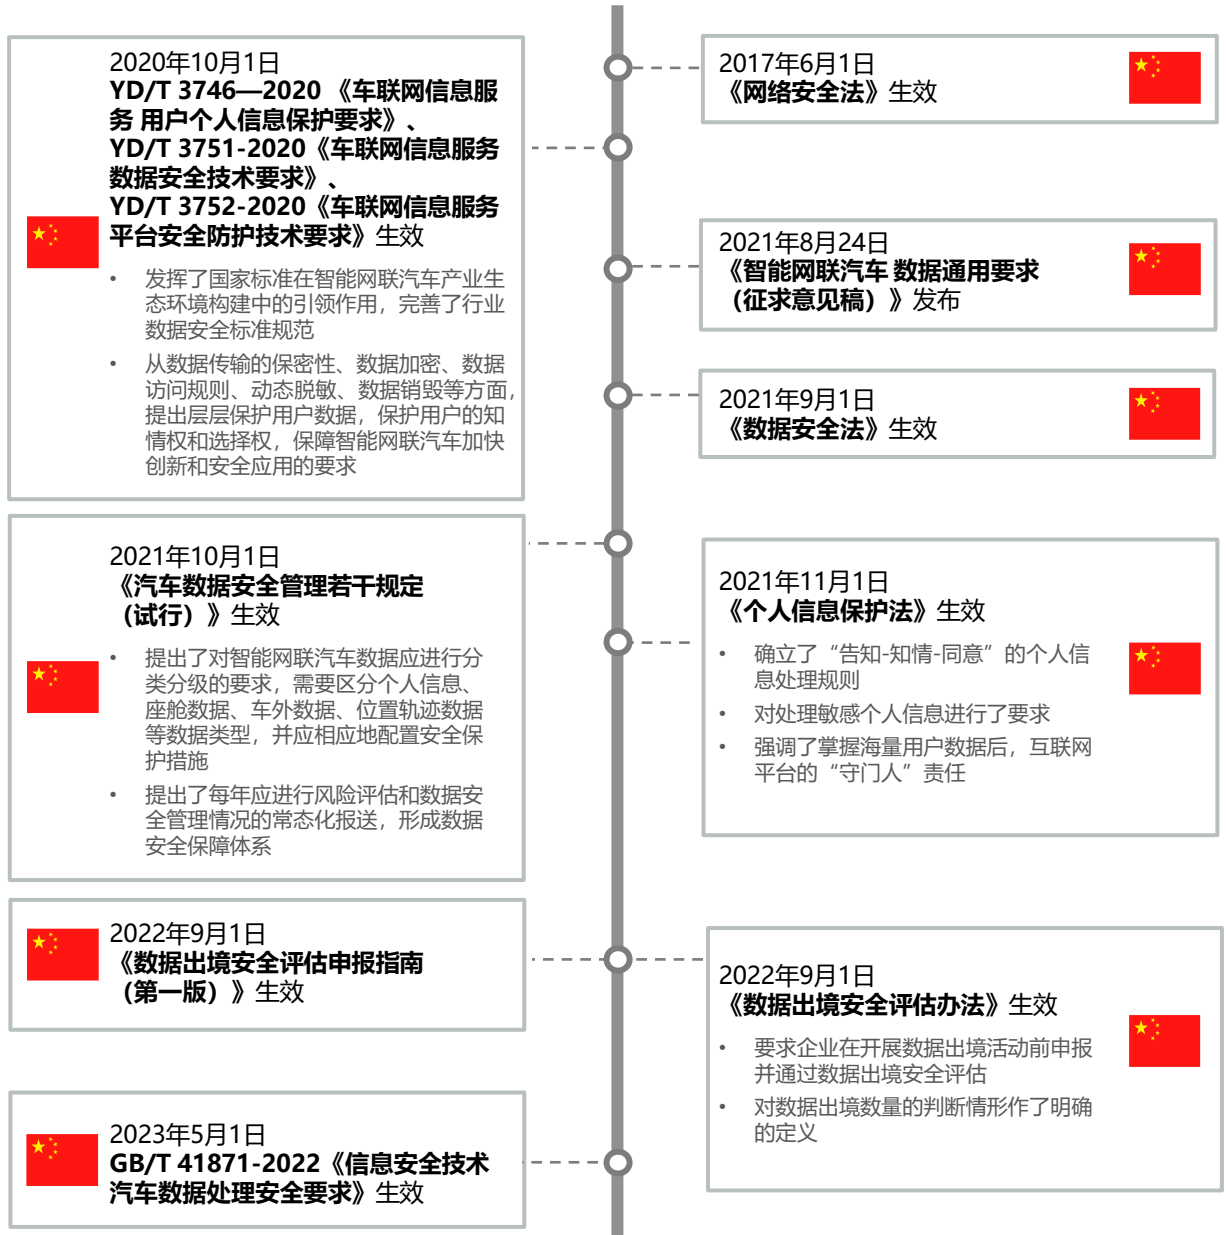 2017年6月1日
《网络安全法》生效
2020年10月1日
YD/T 3746—2020 《车联网信息服
务 用户个人信息保护要求》、
YD/T 3751-2020《车联网信息服务
数据安全技术要求》、
YD/T 3752-2020《车联网信息服务
平台安全防护技术要求》生效
• 发挥了国家标准在智能网联汽车产业生
态环境构建中的引领作用，完善了行业
数据安全标准规范
• 从数据传输的保密性、数据加密、数据
访问规则、动态脱敏、数据销毁等方面，
提出层层保护用户数据，保护用户的知
情权和选择权，保障智能网联汽车加快
创新和安全应用的要求
2021年8月24日
《智能网联汽车 数据通用要求
（征求意见稿）》发布
2021年9月1日
《数据安全法》生效
2021年10月1日
《汽车数据安全管理若干规定
（试行）》生效
• 提出了对智能网联汽车数据应进行分
类分级的要求，需要区分个人信息、
座舱数据、车外数据、位置轨迹数据
等数据类型，并应相应地配置安全保
护措施
• 提出了每年应进行风险评估和数据安
全管理情况的常态化报送，形成数据
安全保障体系
2021年11月1日
《个人信息保护法》生效
• 确立了“告知-知情-同意”的个人信
息处理规则
• 对处理敏感个人信息进行了要求
• 强调了掌握海量用户数据后，互联网
平台的“守门人”责任
2022年9月1日
《数据出境安全评估申报指南
（第一版）》生效
2022年9月1日
《数据出境安全评估办法》生效
• 要求企业在开展数据出境活动前申报
并通过数据出境安全评估
• 对数据出境数量的判断情形作了明确
的定义
2023年5月1日
GB/T 41871-2022《信息安全技术
汽车数据处理安全要求》生效